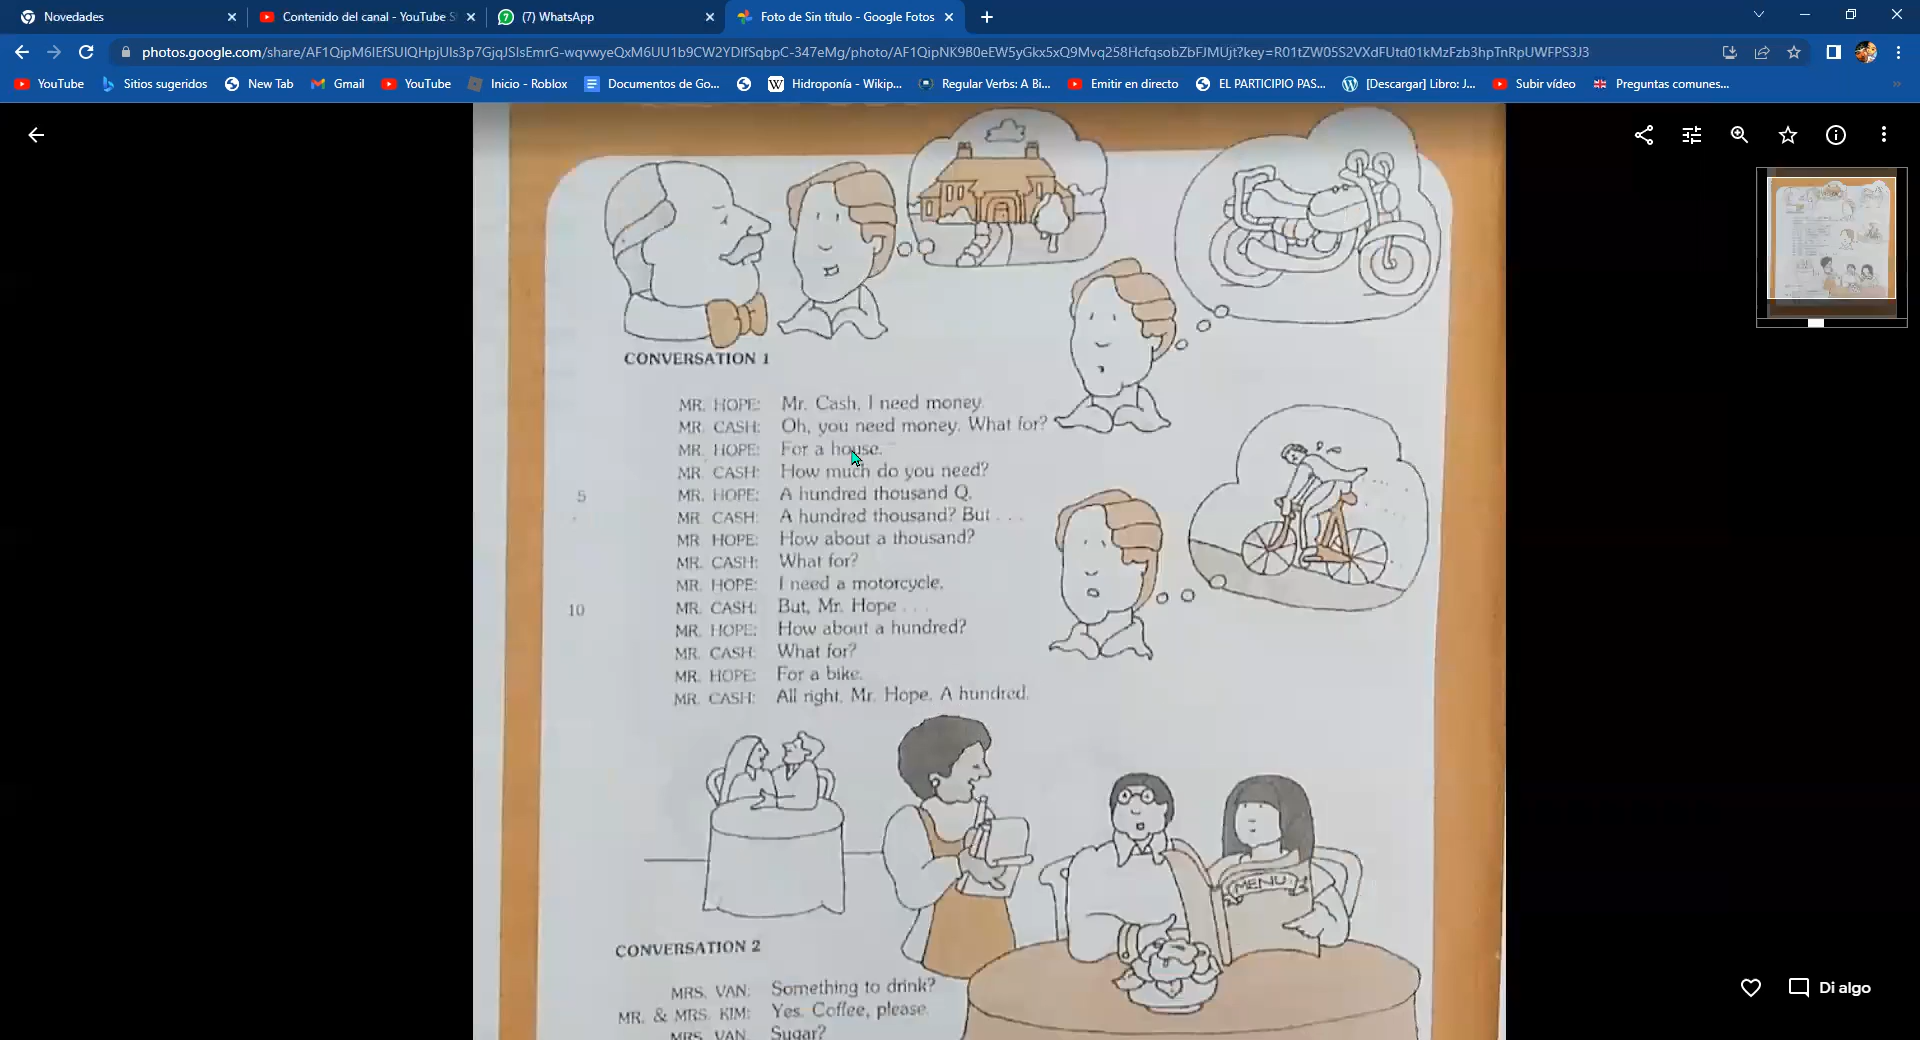 Novedades
Contenido del canal - YouTube S
(7) WhatsApp
Foto de Sin título - Google Fotos
photos.google.com/share/AF1QipM6lEfSUlQHpjUls3p7GjqJSlsEmrG-wqvwyeQxM6UU1b9CW2YDlfSqbpC-347eMg/photo/AF1QipNK9B0eEW5yGkx5xQ9Mvq258HcfqsobZbFJMUjt?key=R01tZW05S2VXdFUtd01kMzFzb3hpTnRpUWFPS3J3
YouTube
Sitios sugeridos
New Tab
Gmail
YouTube
Inicio - Roblox
Documentos de Go...
Hidroponía - Wikip...
Regular Verbs: A Bi...
Emitir en directo
EL PARTICIPIO PAS...
[Descargar] Libro: J...
Subir vídeo
Preguntas comunes...
CONVERSATION 1
MR. HOPE: Mr. Cash, I need money.
MR. CASH: Oh, you need money. What for?
MR. HOPE: For a house.
MR. CASH: How much do you need?
5 MR. HOPE: A hundred thousand Q.
MR. CASH: A hundred thousand? But . . .
MR. HOPE: How about a thousand?
MR. CASH: What for?
MR. HOPE: I need a motorcycle.
10 MR. CASH: But, Mr. Hope . . .
MR. HOPE: How about a hundred?
MR. CASH: What for?
MR. HOPE: For a bike.
MR. CASH: All right, Mr. Hope. A hundred.
MENU
CONVERSATION 2
MRS. VAN: Something to drink?
MR. & MRS. KIM: Yes. Coffee, please.
MRS. VAN: Sugar?
Di algo